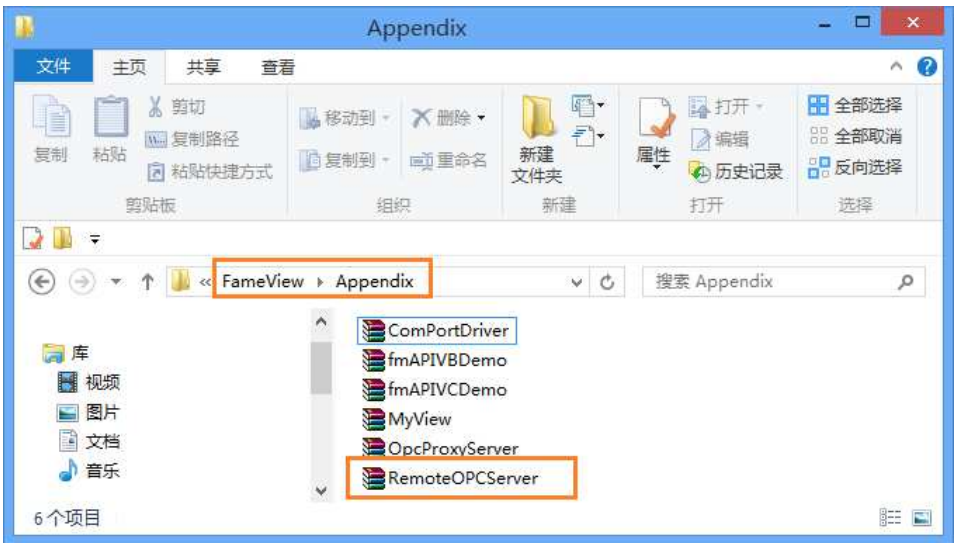 Appendix
文件 主页 共享 查看
复制 粘贴 剪切 复制路径 粘贴快捷方式
剪贴板
移动到 复制到 删除 重命名
组织
新建文件夹
新建
属性 打开 编辑 历史记录
打开
全部选择 全部取消 反向选择
选择
« FameView Appendix
搜索 Appendix
库
视频
图片
文档
音乐
ComPortDriver
fmAPIVBDemo
fmAPIVCDemo
MyView
OpcProxyServer
RemoteOPCServer
6个项目